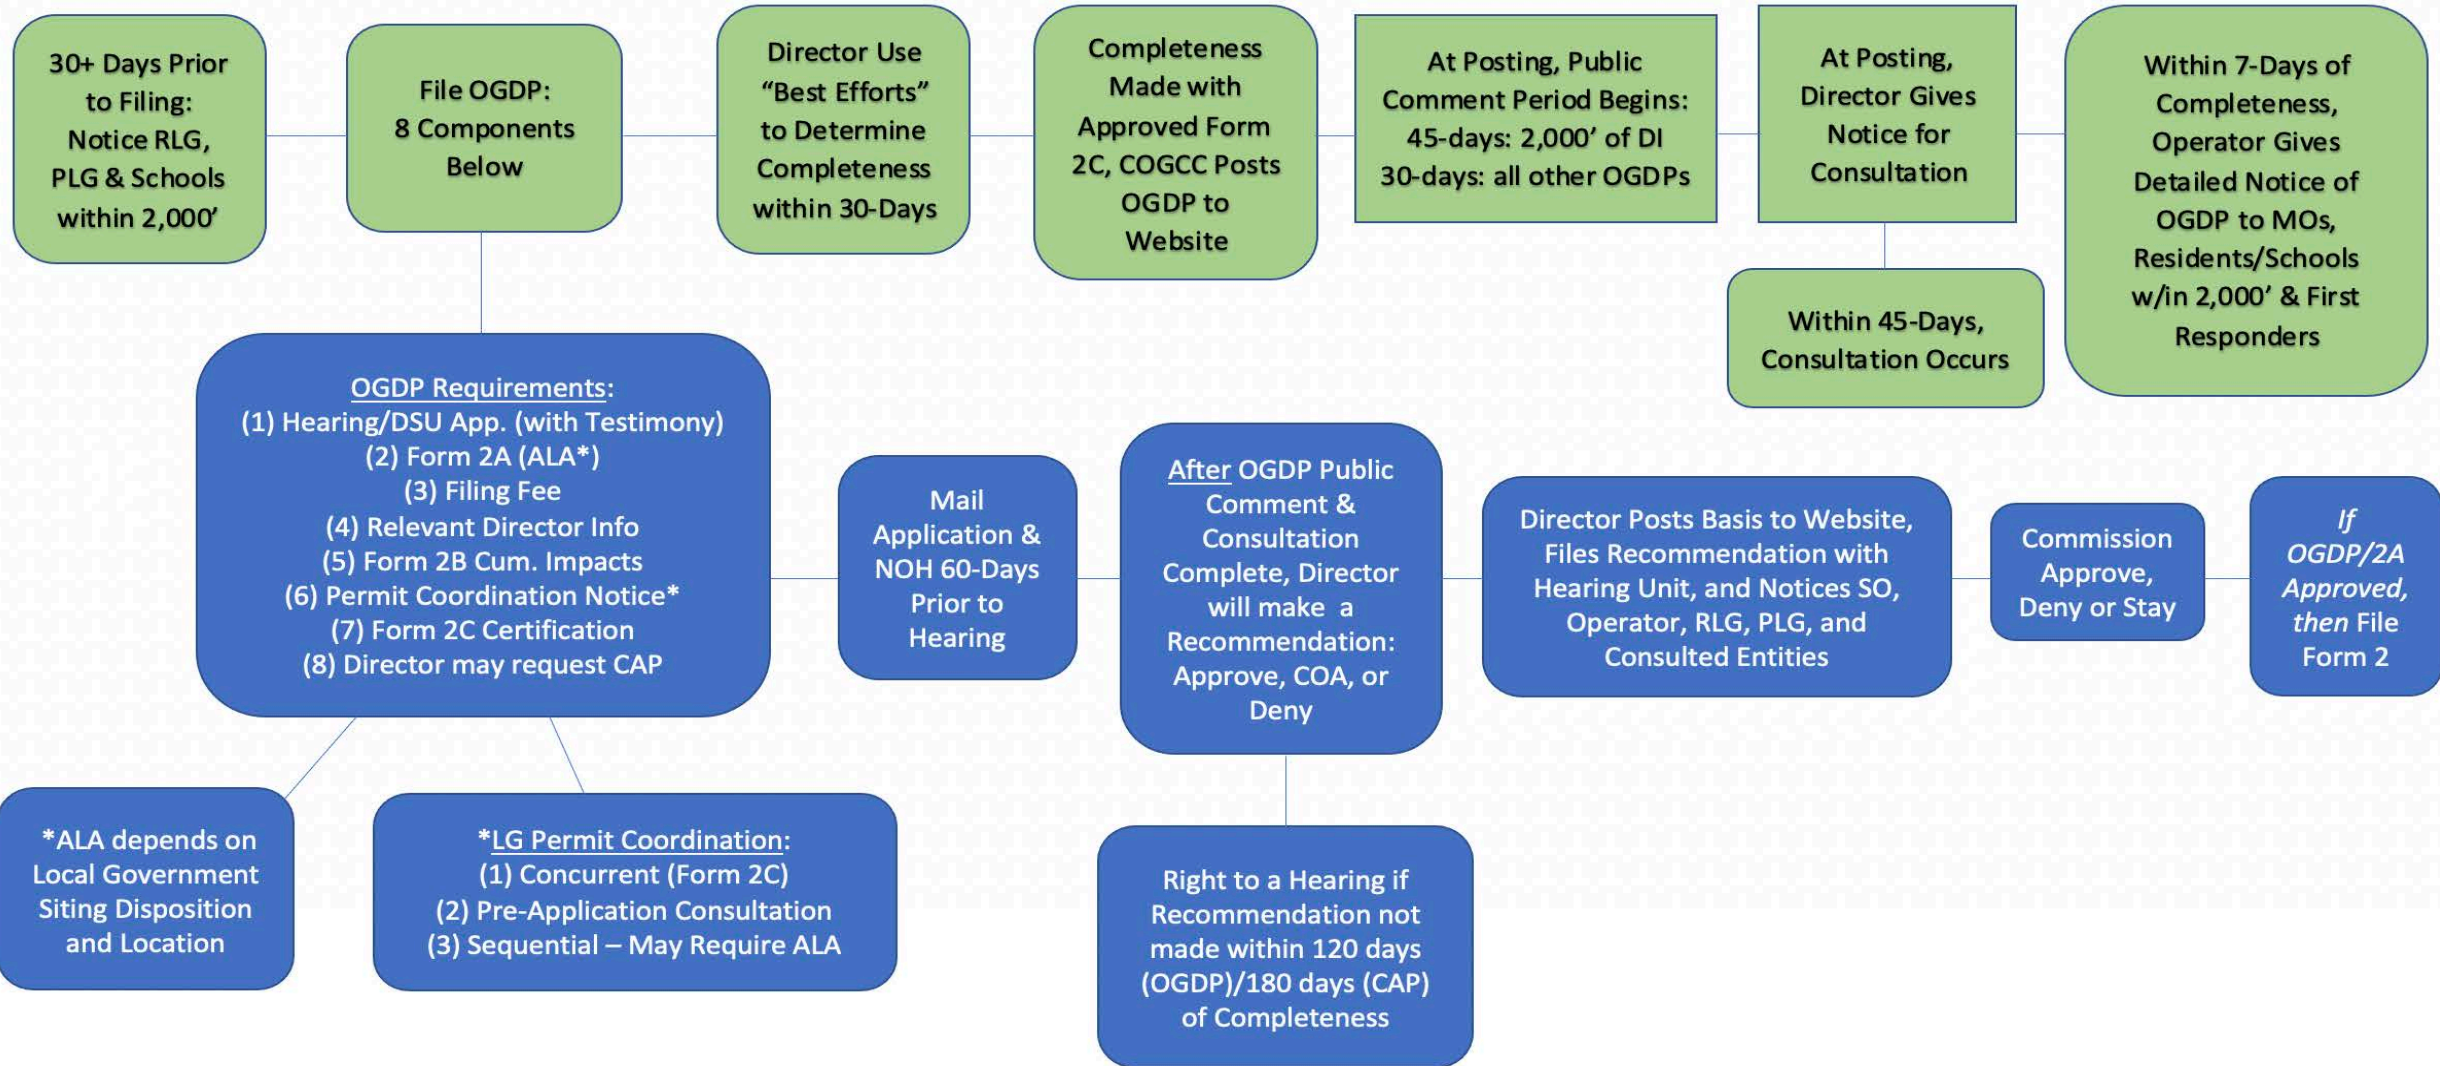 30+ Days Prior
to Filing:
Notice RLG,
PLG & Schools
within 2,000’
File OGDP:
8 Components
Below
Director Use
“Best Efforts”
to Determine
Completeness
within 30-Days
Completeness
Made with
Approved Form
2C, COGCC Posts
OGDP to
Website
At Posting, Public
Comment Period Begins:
45-days: 2,000’ of DI
30-days: all other OGDPs
At Posting,
Director Gives
Notice for
Consultation
Within 45-Days,
Consultation Occurs
Within 7-Days of
Completeness,
Operator Gives
Detailed Notice of
OGDP to MOs,
Residents/Schools
w/in 2,000’ & First
Responders
OGDP Requirements:
(1) Hearing/DSU App. (with Testimony)
(2) Form 2A (ALA*)
(3) Filing Fee
(4) Relevant Director Info
(5) Form 2B Cum. Impacts
(6) Permit Coordination Notice*
(7) Form 2C Certification
(8) Director may request CAP
Mail
Application &
NOH 60-Days
Prior to
Hearing
After OGDP Public
Comment &
Consultation
Complete, Director
will make a
Recommendation:
Approve, COA, or
Deny
Director Posts Basis to Website,
Files Recommendation with
Hearing Unit, and Notices SO,
Operator, RLG, PLG, and
Consulted Entities
Commission
Approve,
Deny or Stay
If
OGDP/2A
Approved,
then File
Form 2
*ALA depends on
Local Government
Siting Disposition
and Location
*LG Permit Coordination:
(1) Concurrent (Form 2C)
(2) Pre-Application Consultation
(3) Sequential – May Require ALA
Right to a Hearing if
Recommendation not
made within 120 days
(OGDP)/180 days (CAP)
of Completeness